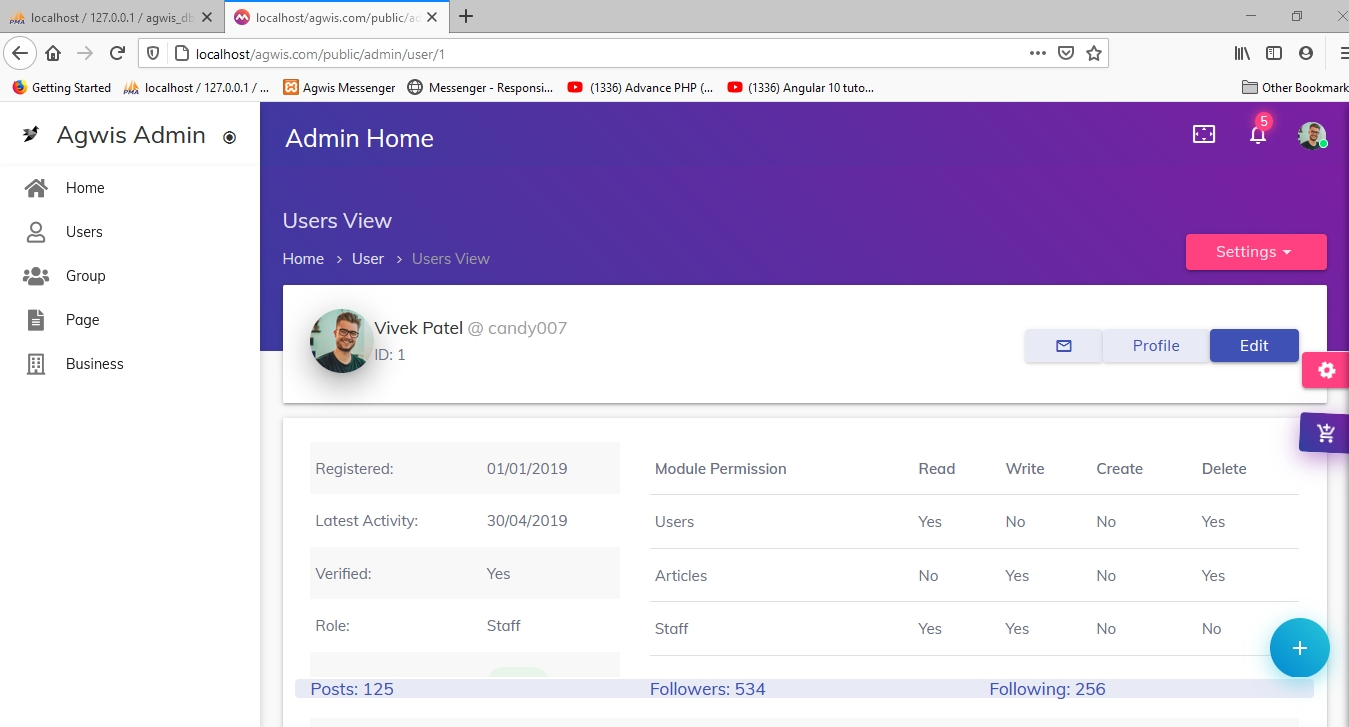 localhost / 127.0.0.1 / agwis_db
localhost/agwis.com/public/ad
localhost/agwis.com/public/admin/user/1
Getting Started localhost / 127.0.0.1 / ... Agwis Messenger Messenger - Responsi... (1336) Advance PHP (... (1336) Angular 10 tuto... Other Bookmark
Agwis Admin
Home
Users
Group
Page
Business
Admin Home
5
Users View
Home > User > Users View
Settings
Vivek Patel @ candy007
ID: 1
Profile Edit
Registered: 01/01/2019
Latest Activity: 30/04/2019
Verified: Yes
Role: Staff
Module Permission Read Write Create Delete
Users Yes No No Yes
Articles No Yes No Yes
Staff Yes Yes No No
Posts: 125 Followers: 534 Following: 256